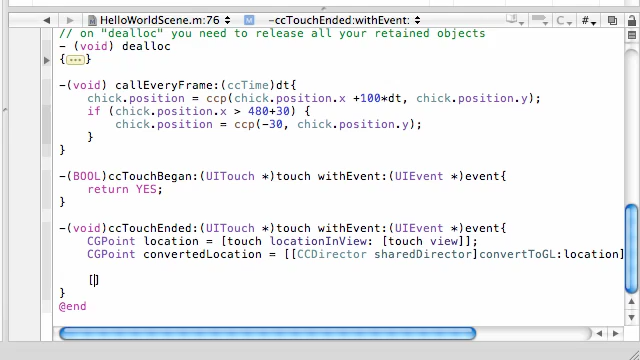 HelloWorldScene.m:76 -ccTouchEnded:withEvent: #
// on "dealloc" you need to release all your retained objects
- (void) dealloc
{...}
-(void) callEveryFrame:(ccTime)dt{
chick.position = ccp(chick.position.x +100*dt, chick.position.y);
if (chick.position.x > 480+30) {
chick.position = ccp(-30, chick.position.y);
}
}
-(BOOL)ccTouchBegan:(UITouch *)touch withEvent:(UIEvent *)event{
return YES;
}
-(void)ccTouchEnded:(UITouch *)touch withEvent:(UIEvent *)event{
CGPoint location = [touch locationInView: [touch view]];
CGPoint convertedLocation = [[CCDirector sharedDirector]convertToGL:location]
[]
}
@end